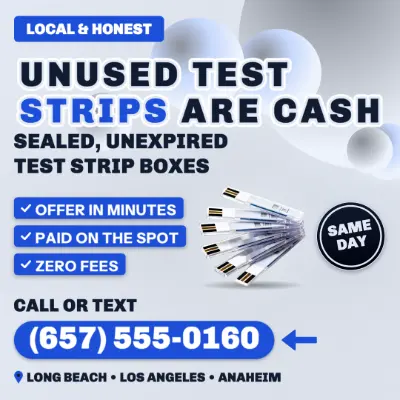 LOCAL & HONEST
UNUSED TEST
STRIPS ARE CASH
SEALED, UNEXPIRED
TEST STRIP BOXES
OFFER IN MINUTES
PAID ON THE SPOT
ZERO FEES
SAME
DAY
CALL OR TEXT
(657) 555-0160
LONG BEACH • LOS ANGELES • ANAHEIM